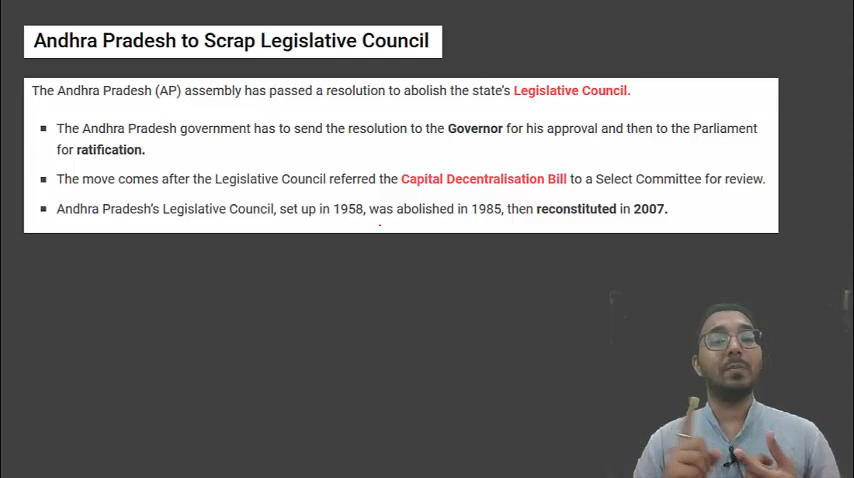 Andhra Pradesh to Scrap Legislative Council
The Andhra Pradesh (AP) assembly has passed a resolution to abolish the state's Legislative Council.
▪ The Andhra Pradesh government has to send the resolution to the Governor for his approval and then to the Parliament
for ratification.
▪ The move comes after the Legislative Council referred the Capital Decentralisation Bill to a Select Committee for review.
▪ Andhra Pradesh's Legislative Council, set up in 1958, was abolished in 1985, then reconstituted in 2007.